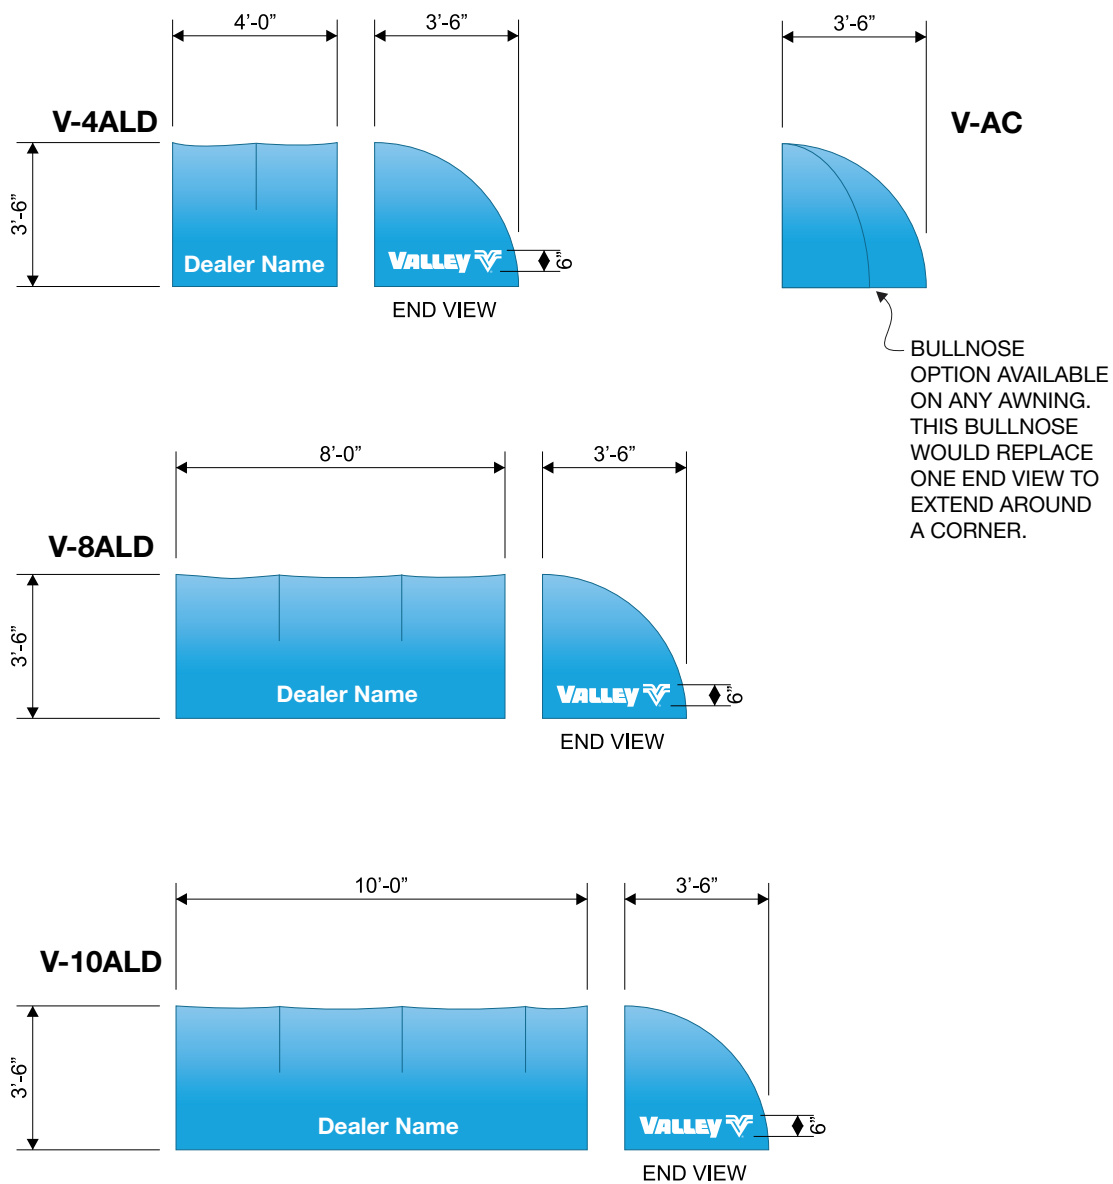 4’-0”
3’-6”
3’-6”
V-4ALD
V-AC
3’-6”
Dealer Name
VALLEY
6”
END VIEW
BULLNOSE
OPTION AVAILABLE
ON ANY AWNING.
THIS BULLNOSE
WOULD REPLACE
ONE END VIEW TO
EXTEND AROUND
A CORNER.
8’-0”
3’-6”
V-8ALD
3’-6”
Dealer Name
VALLEY
6”
END VIEW
10’-0”
3’-6”
V-10ALD
3’-6”
Dealer Name
VALLEY
6”
END VIEW